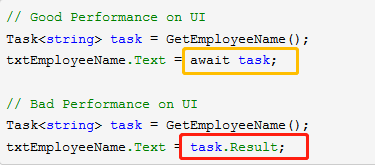 // Good Performance on UI
Task<string> task = GetEmployeeName();
txtEmployeeName.Text = await task;
// Bad Performance on UI
Task<string> task = GetEmployeeName();
txtEmployeeName.Text = task.Result;